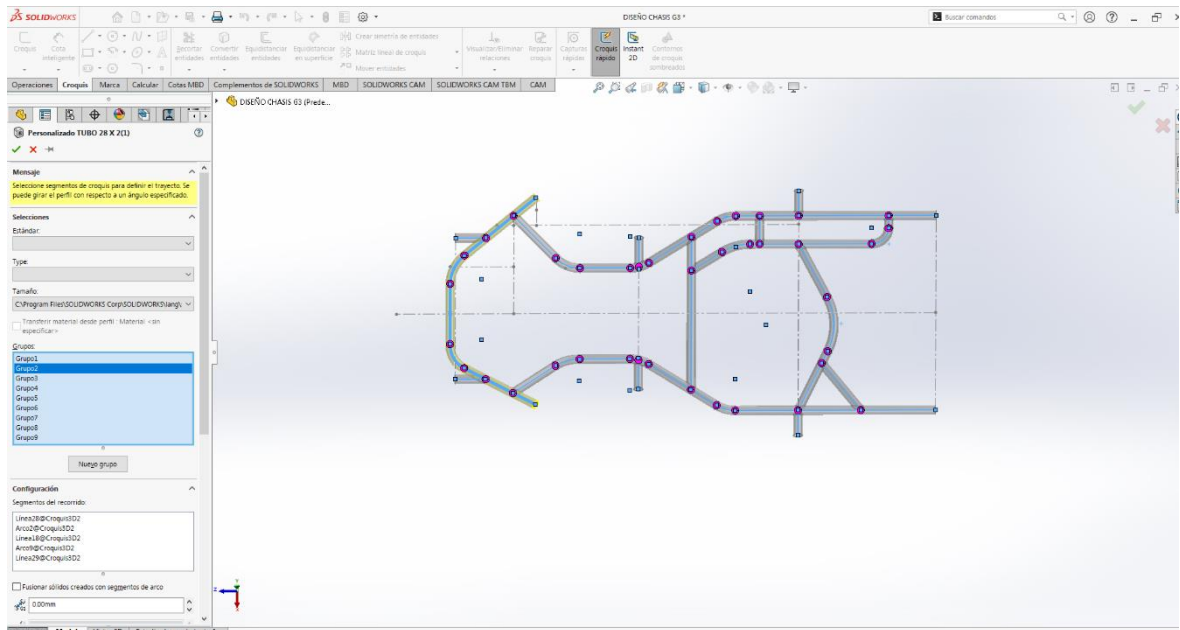 SOLIDWORKS
DISEÑO CHASIS G3 *
Buscar comandos
Croquis
Cota inteligente
Recortar entidades
Convertir entidades
Equidistanciar entidades
Equidistanciar en superficie
Crear simetría de entidades
Matriz lineal de croquis
Mover entidades
Visualizar/Eliminar relaciones
Reparar croquis
Capturas rápidas
Croquis rápido
Instant 2D
Contornos de croquis sombreados
Operaciones
Croquis
Marca
Calcular
Cotas MBD
Complementos de SOLIDWORKS
MBD
SOLIDWORKS CAM
SOLIDWORKS CAM TBM
CAM
DISEÑO CHASIS G3 (Prede...
Personalizado TUBO 28 X 2(1)
Mensaje
Seleccione segmentos de croquis para definir el trayecto. Se
puede girar el perfil con respecto a un ángulo especificado.
Selecciones
Estándar:
Type:
Tamaño:
C:\Program Files\SOLIDWORKS Corp\SOLIDWORKS\lang\
Transferir material desde perfil : Material <sin
especificar>
Grupos:
Grupo1
Grupo2
Grupo3
Grupo4
Grupo5
Grupo6
Grupo7
Grupo8
Grupo9
Nuevo grupo
Configuración
Segmentos del recorrido:
Línea28@Croquis3D2
Arco2@Croquis3D2
Línea18@Croquis3D2
Arco9@Croquis3D2
Línea29@Croquis3D2
Fusionar sólidos creados con segmentos de arco
0.00mm